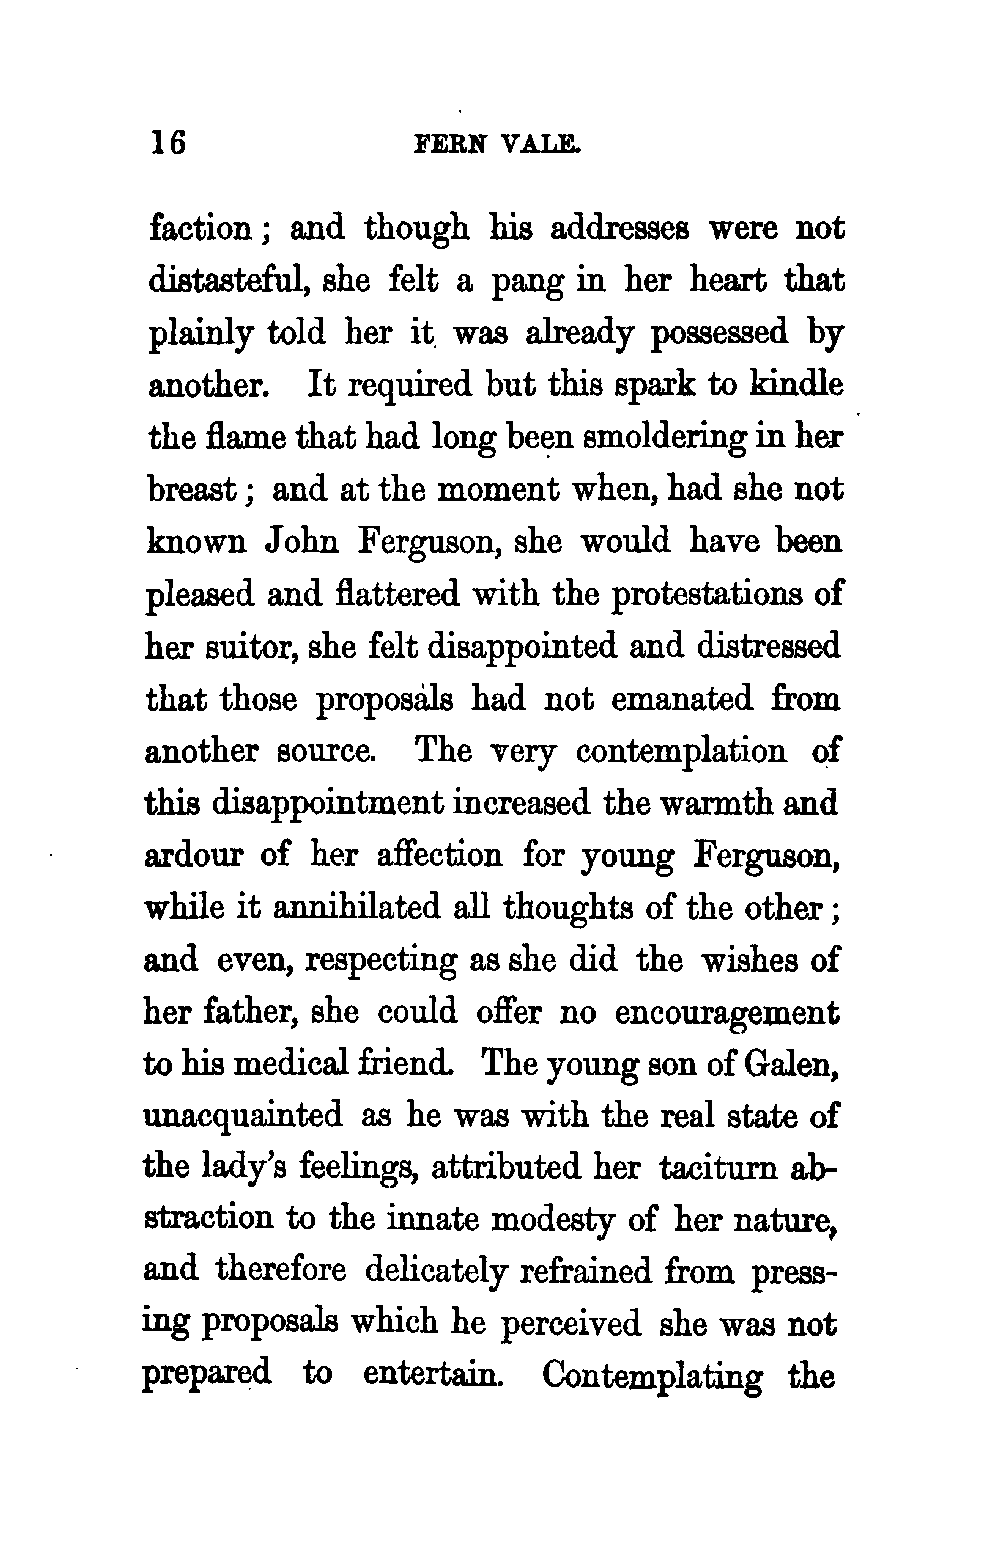 16 FERN VALE.
faction; and though his addresses were not
distasteful, she felt a pang in her heart that
plainly told her it was already possessed by
another. It required but this spark to kindle
the flame that had long been smoldering in her
breast; and at the moment when, had she not
known John Ferguson, she would have been
pleased and flattered with the protestations of
her suitor, she felt disappointed and distressed
that those proposals had not emanated from
another source. The very contemplation of
this disappointment increased the warmth and
ardour of her affection for young Ferguson,
while it annihilated all thoughts of the other;
and even, respecting as she did the wishes of
her father, she could offer no encouragement
to his medical friend. The young son of Galen,
unacquainted as he was with the real state of
the lady's feelings, attributed her taciturn ab-
straction to the innate modesty of her nature,
and therefore delicately refrained from press-
ing proposals which he perceived she was not
prepared to entertain. Contemplating the